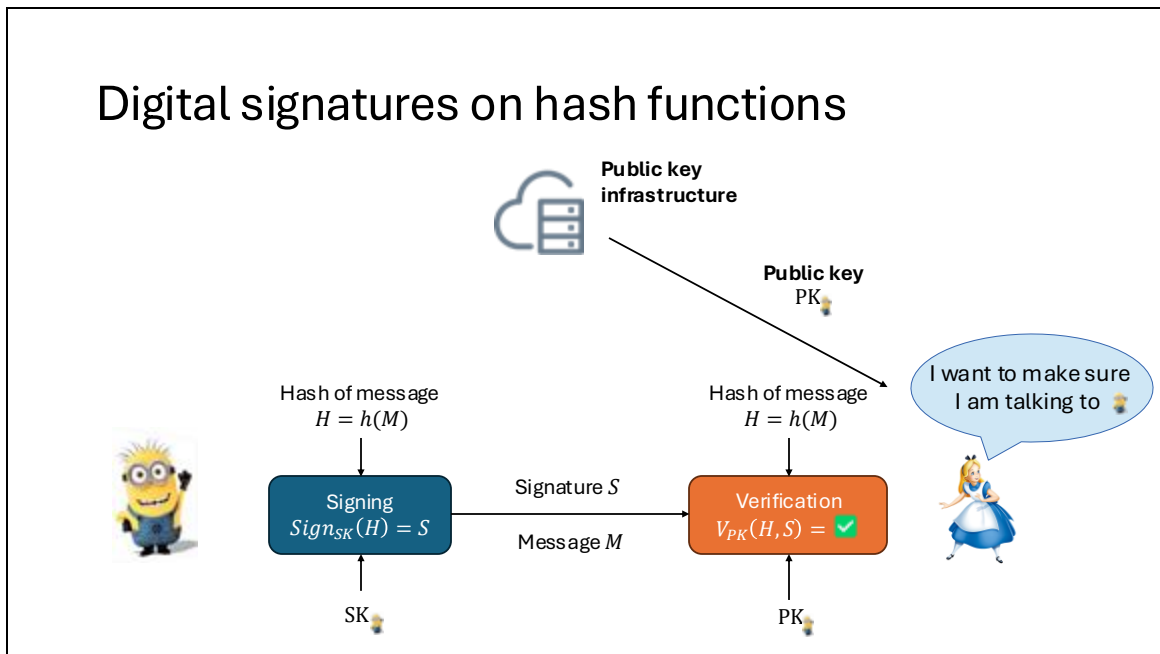 Digital signatures on hash functions
Public key
infrastructure
Public key
PK
I want to make sure
I am talking to
Hash of message
H = h(M)
Hash of message
H = h(M)
Signing
Sign_SK(H) = S
Signature S
Message M
Verification
V_PK(H, S) = ✅
SK
PK